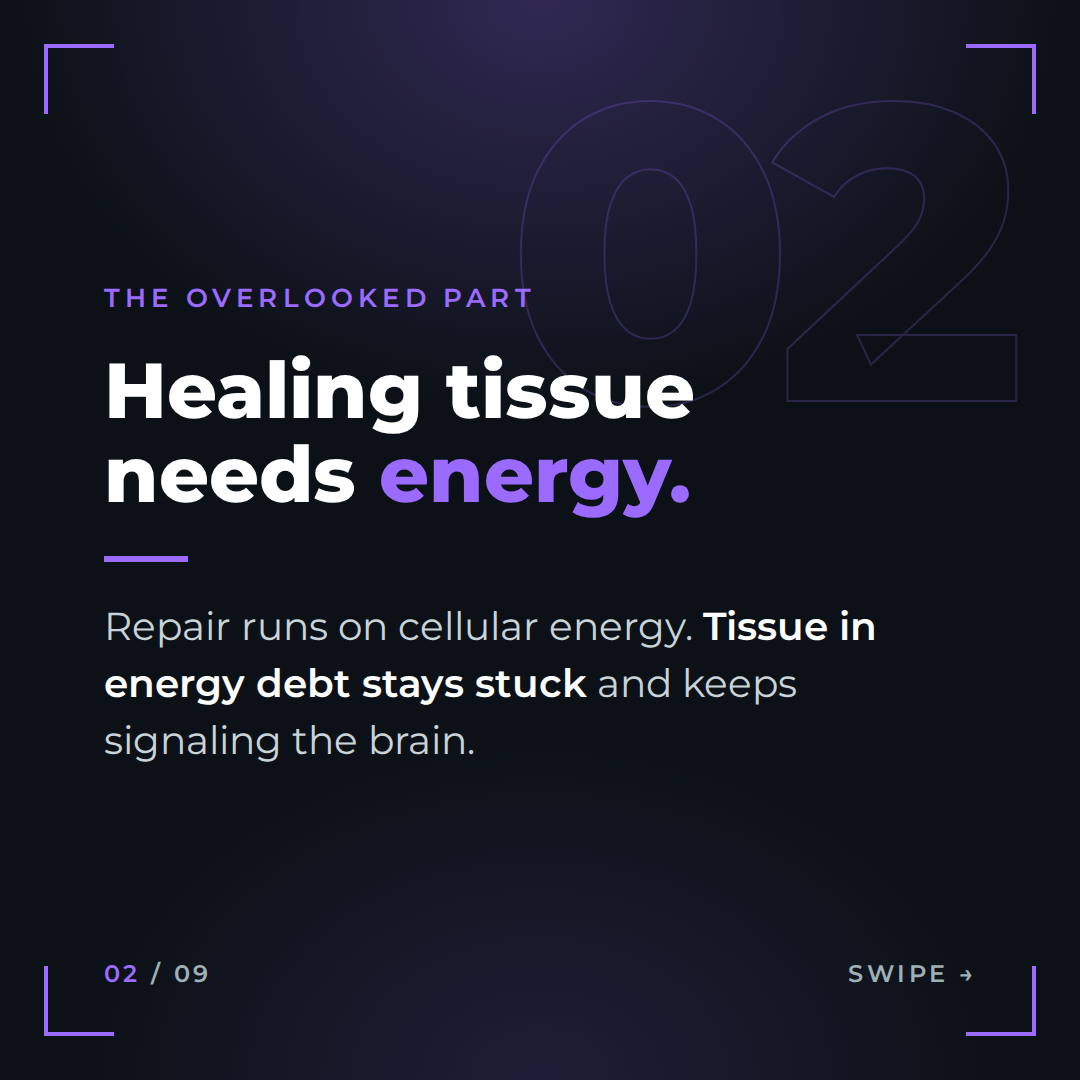 02
THE OVERLOOKED PART
Healing tissue
needs energy.
Repair runs on cellular energy. Tissue in
energy debt stays stuck and keeps
signaling the brain.
02 / 09
SWIPE →